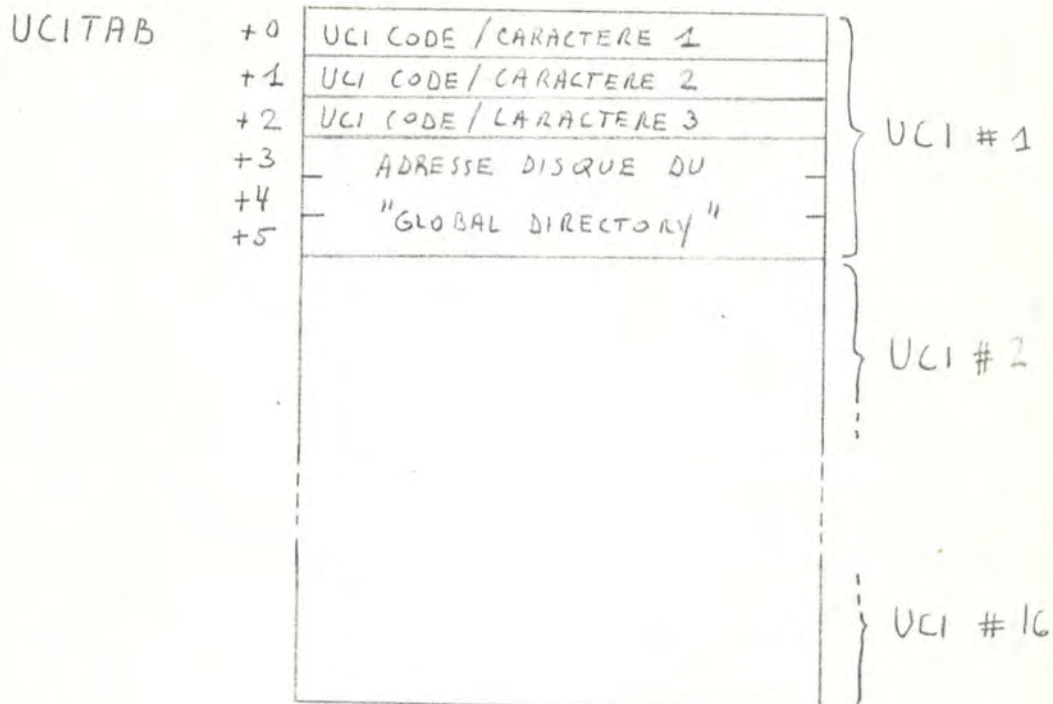 UCITAB +0 UCI CODE / CARACTERE 1
+1 UCI CODE / CARACTERE 2
+2 UCI CODE / CARACTERE 3
UCI # 1
+3 ADRESSE DISQUE DU
+4 "GLOBAL DIRECTORY"
+5
UCI # 2
UCI # 16